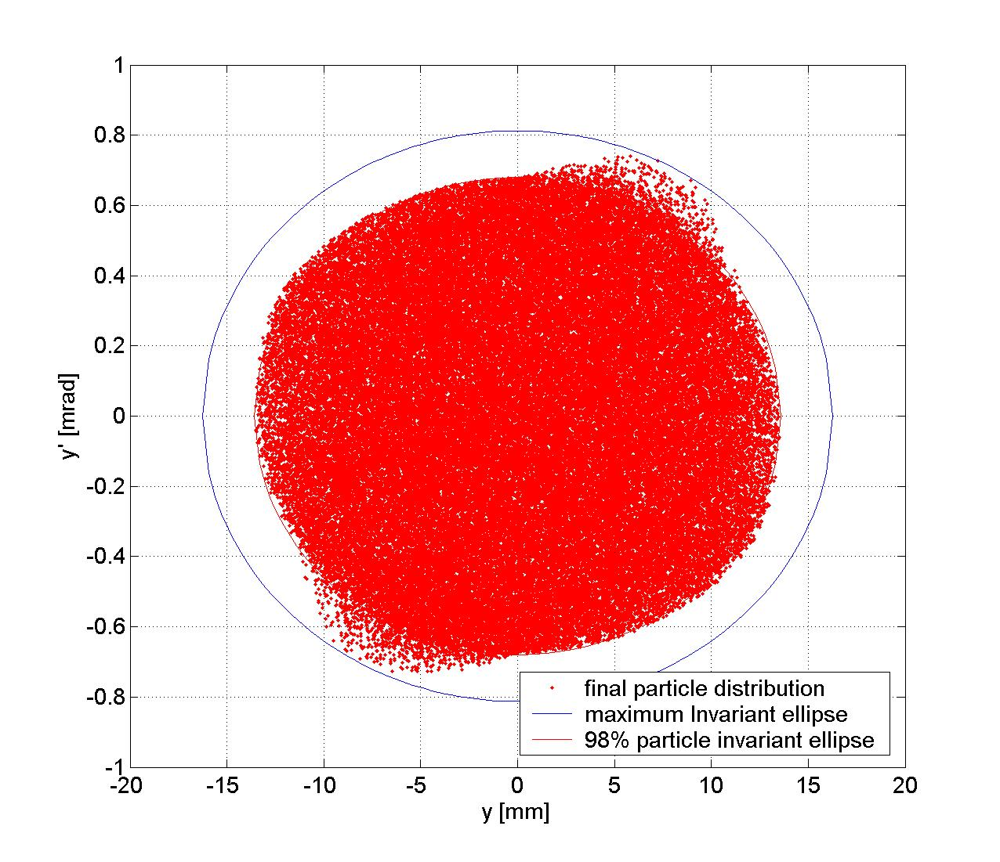 1
0.8
0.6
0.4
0.2
0
-0.2
-0.4
-0.6
-0.8
-1
y' [mrad]
final particle distribution
maximum Invariant ellipse
98% particle invariant ellipse
-20 -15 -10 -5 0 5 10 15 20
y [mm]